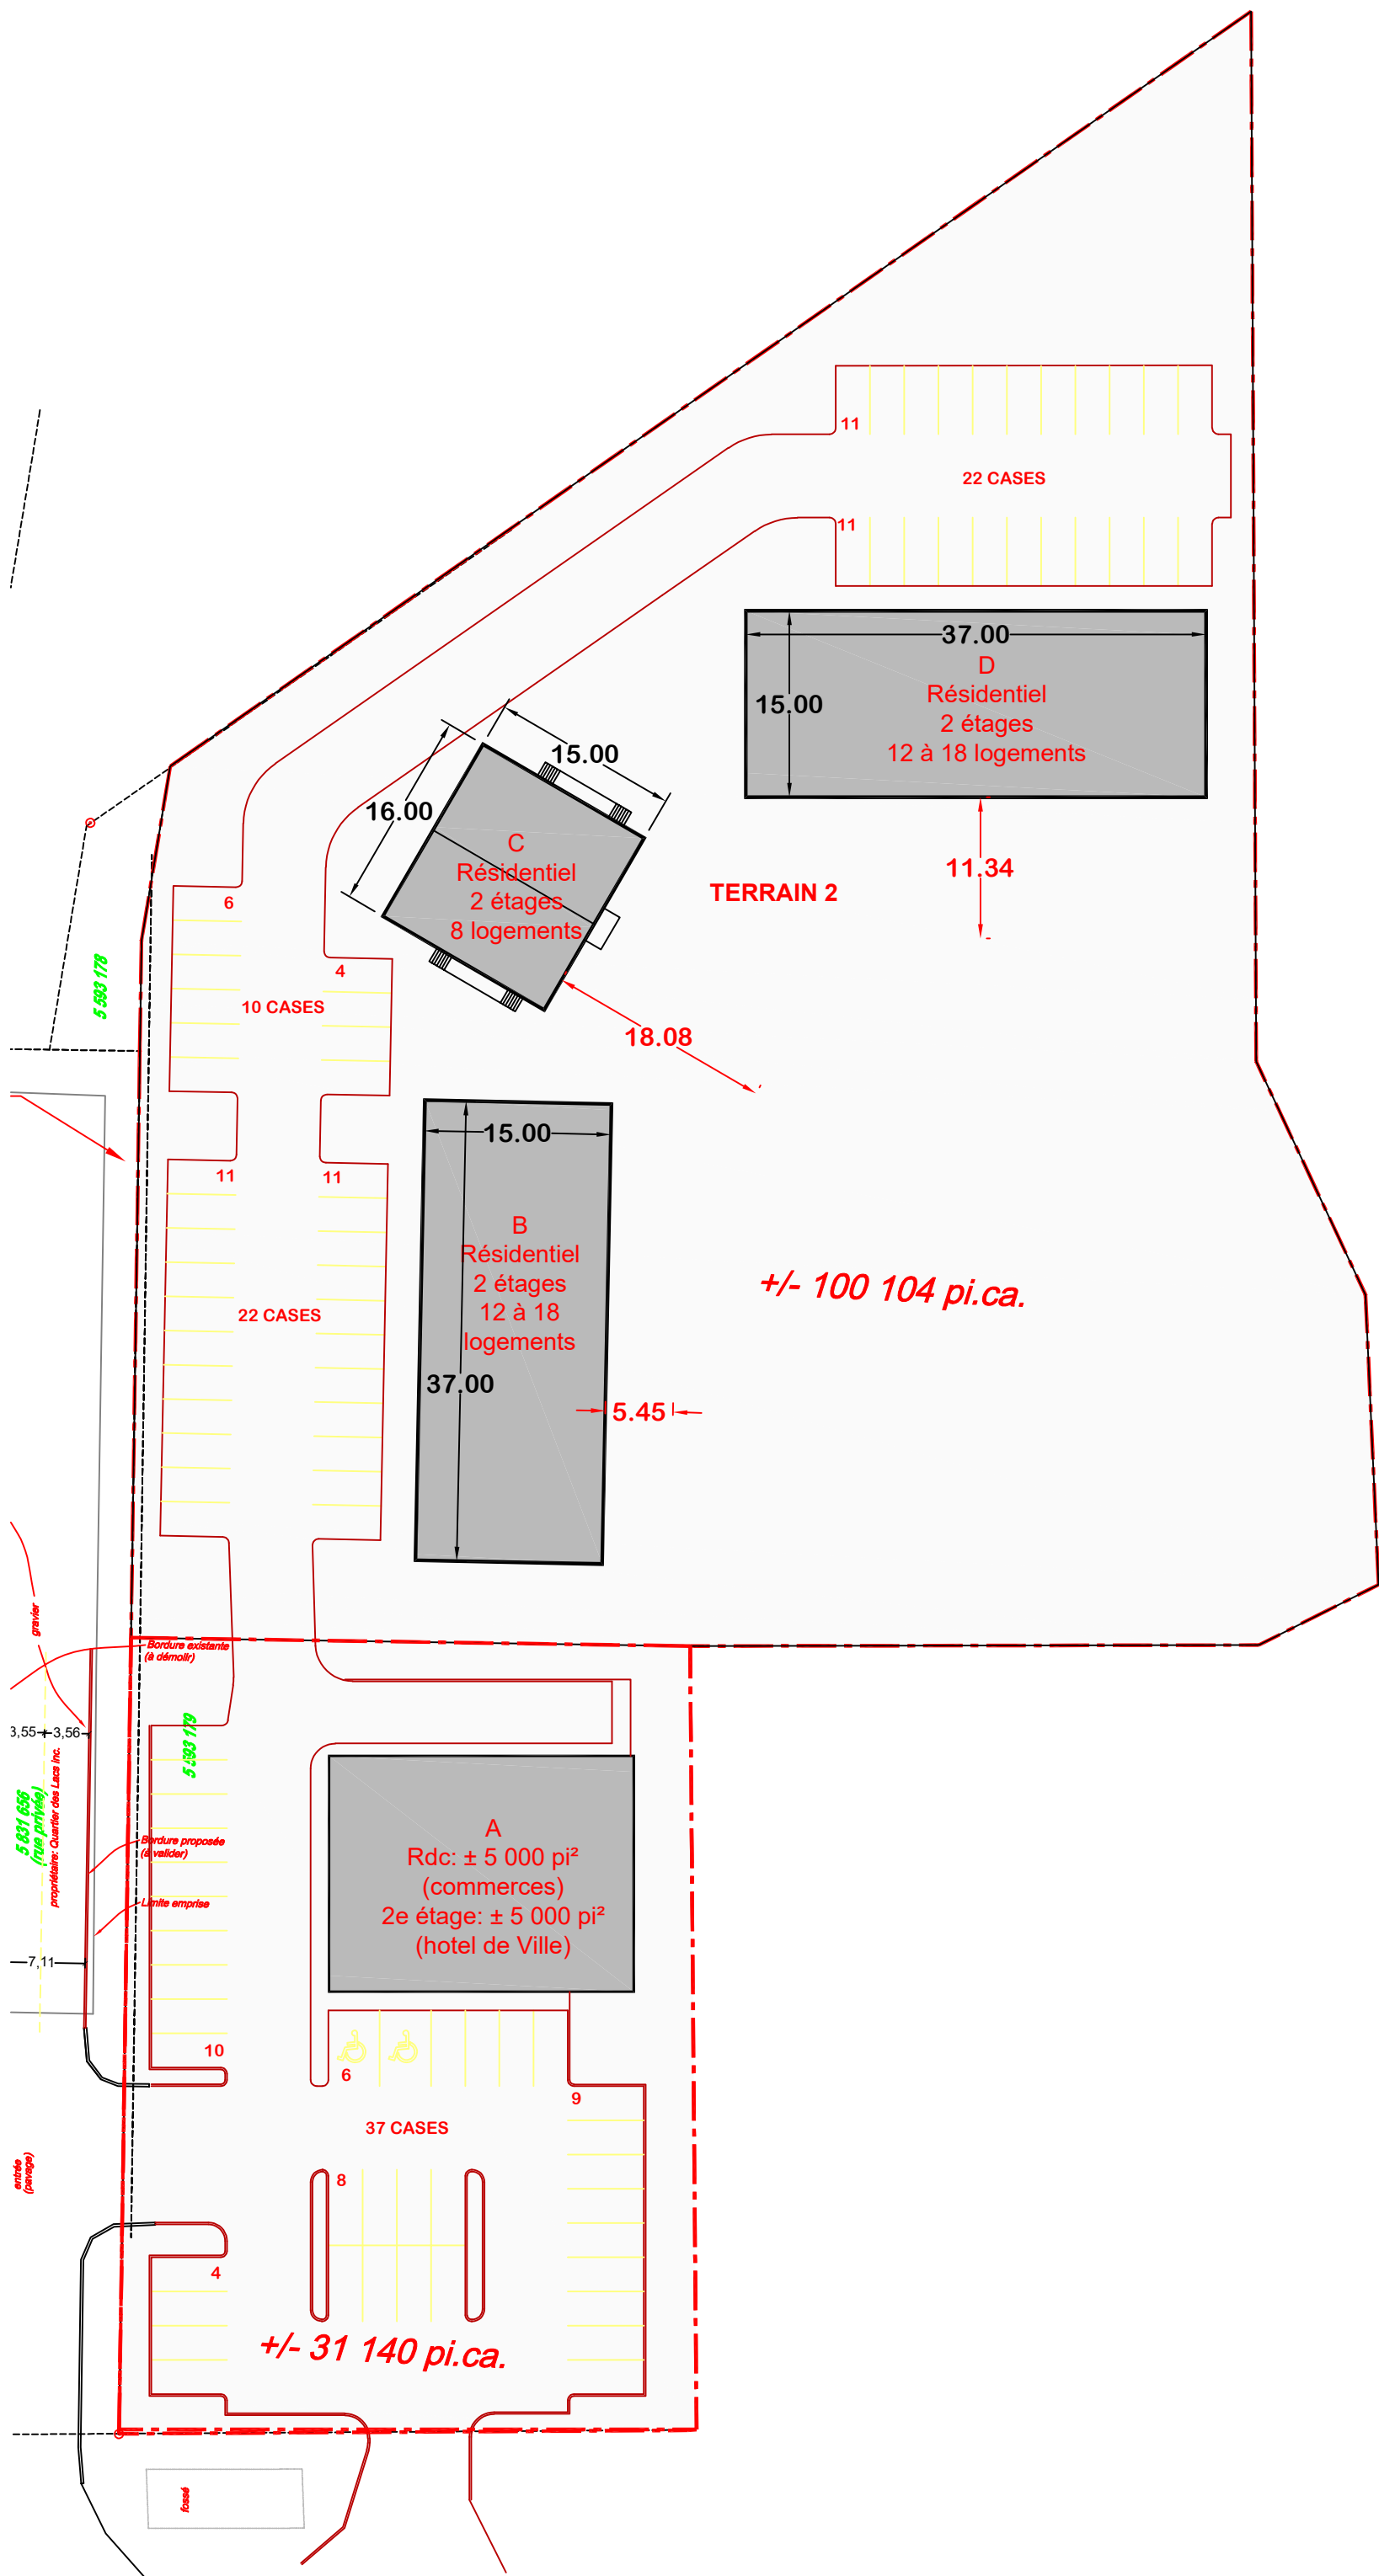 11
22 CASES
11
37.00
D
Résidentiel
2 étages
12 à 18 logements
15.00
15.00
16.00
C
Résidentiel
2 étages
8 logements
11.34
TERRAIN 2
6
4
5 593 178
10 CASES
18.08
15.00
11
11
B
Résidentiel
2 étages
12 à 18
logements
+/- 100 104 pi.ca.
22 CASES
37.00
5.45
gravier
Bordure existante
(à démolir)
5 593 179
3,55
3,56
5 831 656
(rue privée)
propriétaire: Quartier des Lacs inc.
Bordure proposée
(à valider)
Limite emprise
A
Rdc: ± 5 000 pi²
(commerces)
2e étage: ± 5 000 pi²
(hotel de Ville)
7,11
10
6
9
37 CASES
entrée
(pavage)
8
4
+/- 31 140 pi.ca.
fossé